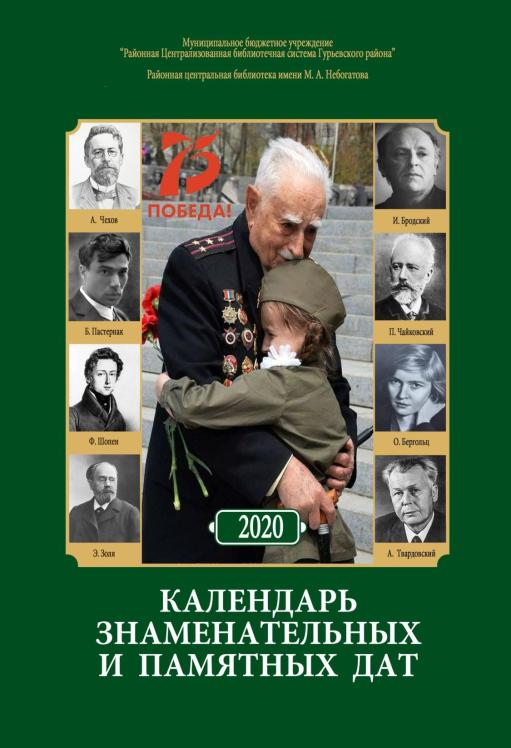 Муниципальное бюджетное учреждение
"Районная Централизованная библиотечная система Гурьевского района"
Районная центральная библиотека имени М. А. Небогатова
75
ПОБЕДА!
А. Чехов
И. Бродский
Б. Пастернак
П. Чайковский
Ф. Шопен
О. Бергольц
Э. Золя
А. Твардовский
2020
КАЛЕНДАРЬ
ЗНАМЕНАТЕЛЬНЫХ
И ПАМЯТНЫХ ДАТ